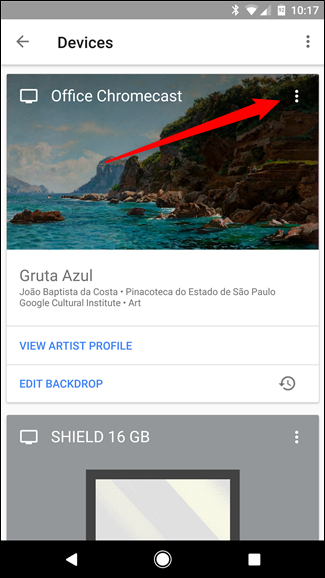 10:17
Devices
Office Chromecast
Gruta Azul
João Baptista da Costa • Pinacoteca do Estado de São Paulo
Google Cultural Institute • Art
VIEW ARTIST PROFILE
EDIT BACKDROP
SHIELD 16 GB